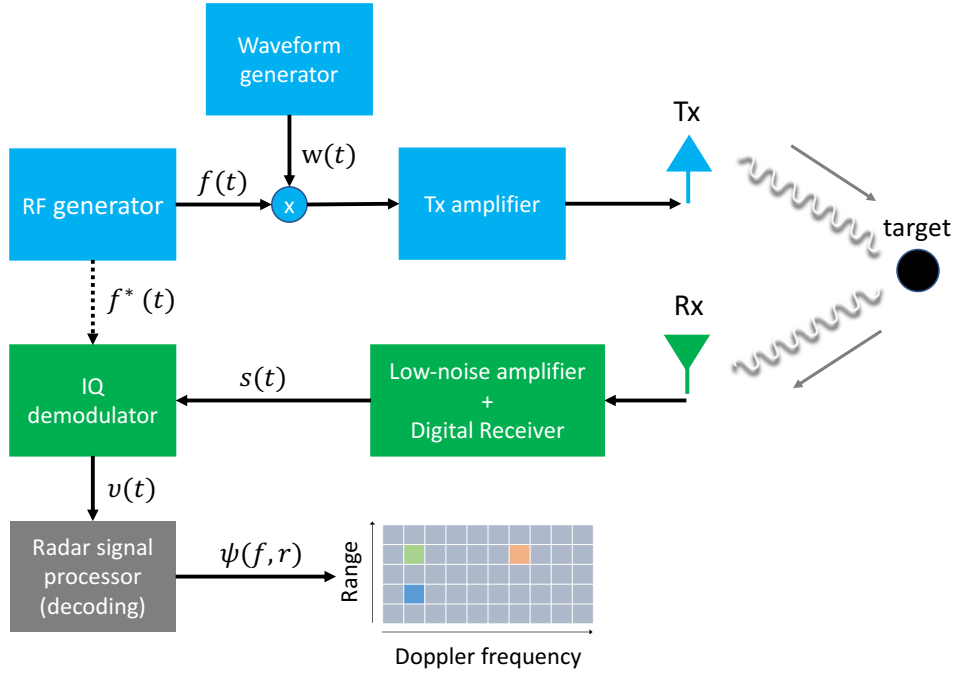 Waveform
generator
Tx
w(t)
f(t)
RF generator
x
Tx amplifier
target
f* (t)
Rx
IQ
demodulator
s(t)
Low-noise amplifier
+
Digital Receiver
υ(t)
Radar signal
processor
(decoding)
ψ(f, r)
Range
Doppler frequency